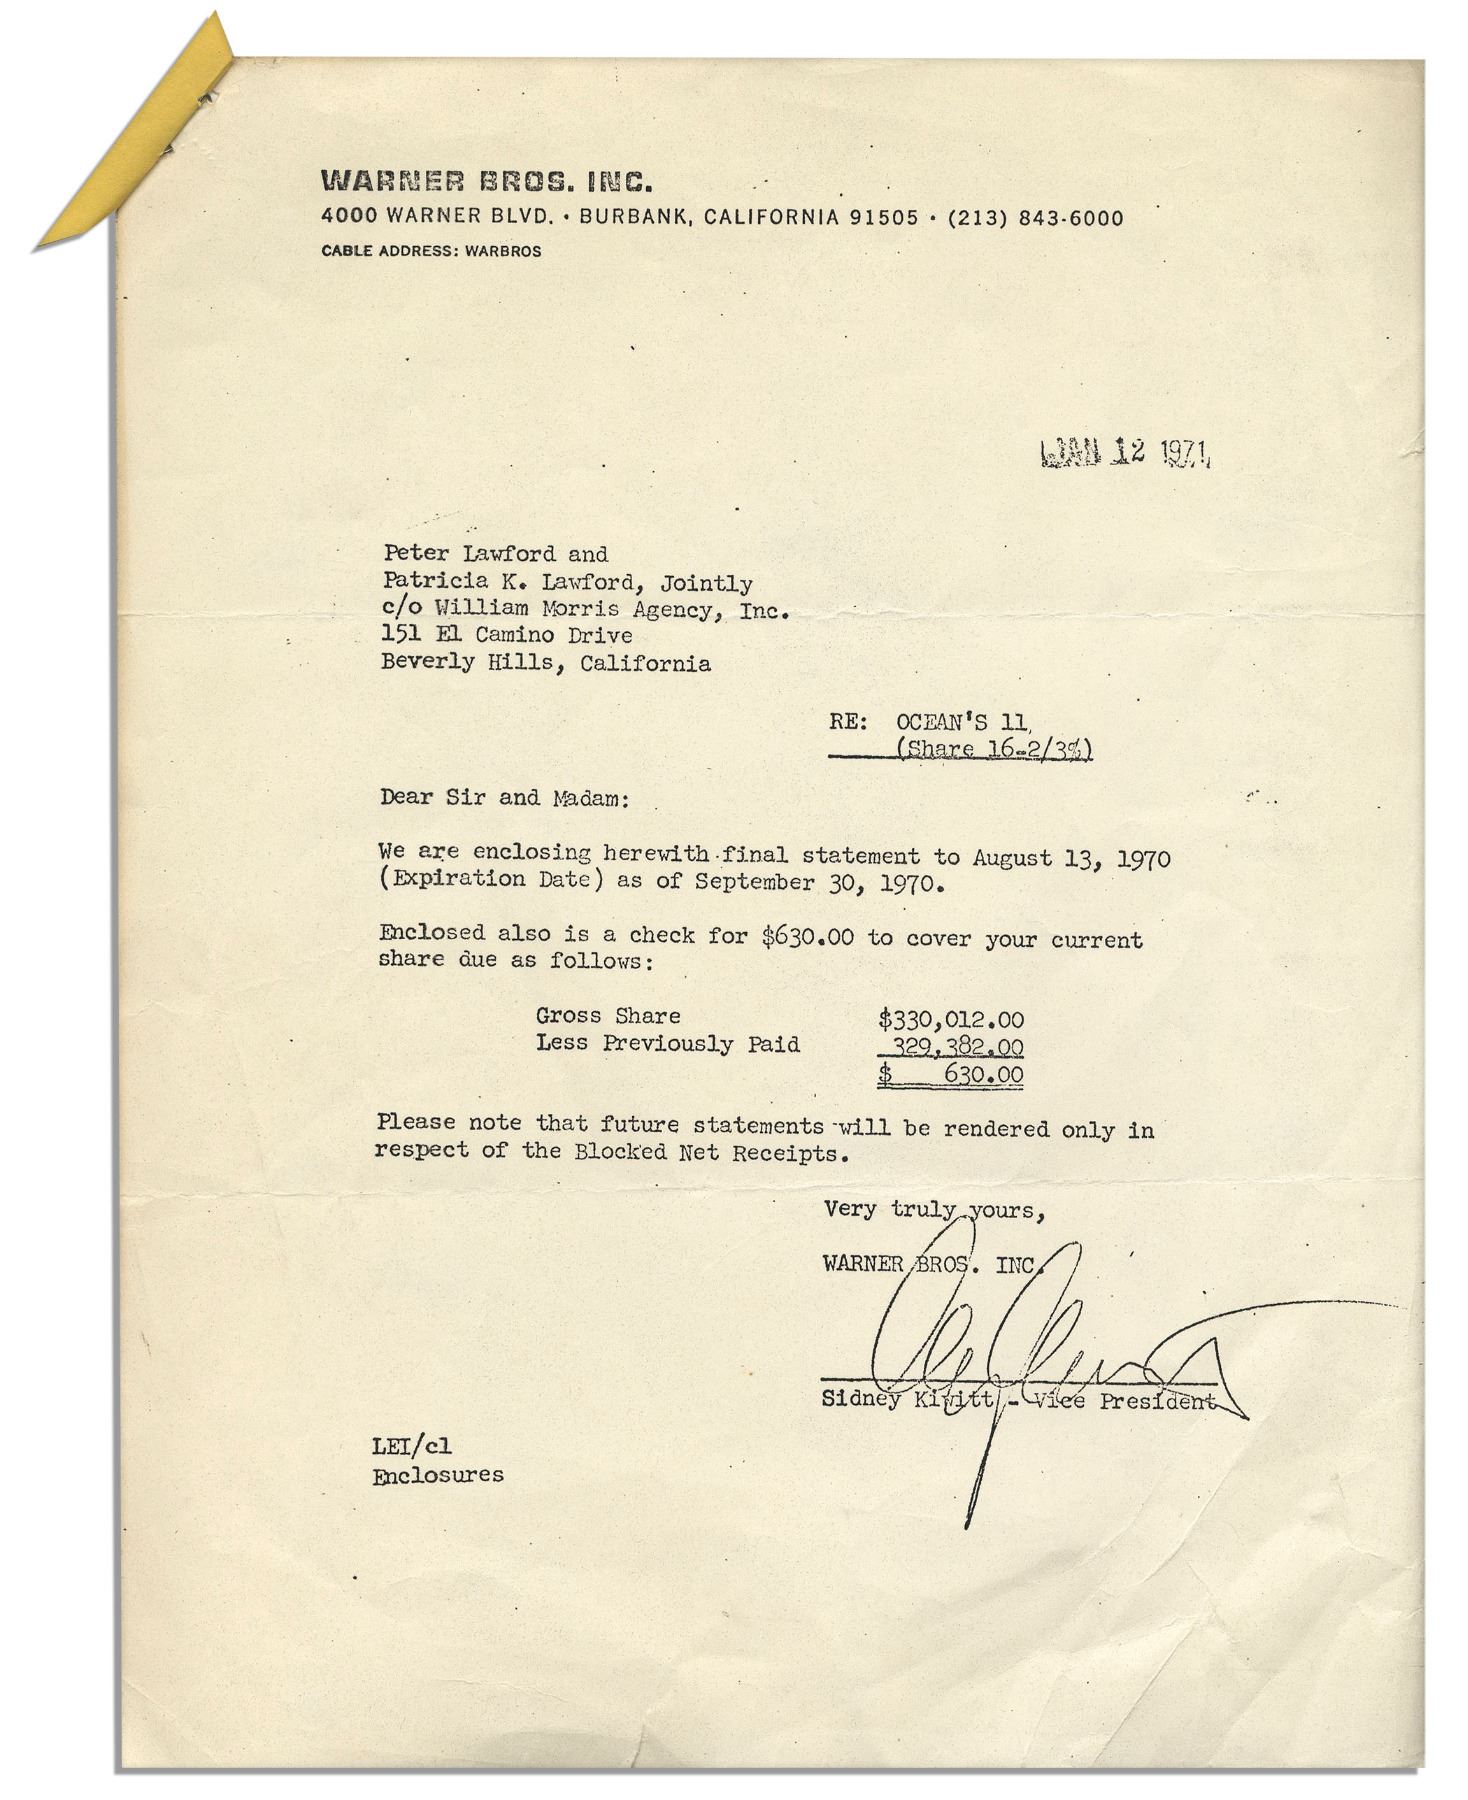 WARNER BROS. INC.
4000 WARNER BLVD. • BURBANK, CALIFORNIA 91505 • (213) 843-6000
CABLE ADDRESS: WARBROS
JAN 12 1971
Peter Lawford and
Patricia K. Lawford, Jointly
c/o William Morris Agency, Inc.
151 El Camino Drive
Beverly Hills, California
RE: OCEAN'S 11,
(Share 16-2/3%)
Dear Sir and Madam:
We are enclosing herewith final statement to August 13, 1970
(Expiration Date) as of September 30, 1970.
Enclosed also is a check for $630.00 to cover your current
share due as follows:
Gross Share $330,012.00
Less Previously Paid 329,382.00
$ 630.00
Please note that future statements will be rendered only in
respect of the Blocked Net Receipts.
Very truly yours,
WARNER BROS. INC.
Sidney Kiwitt - Vice President
LEI/cl
Enclosures